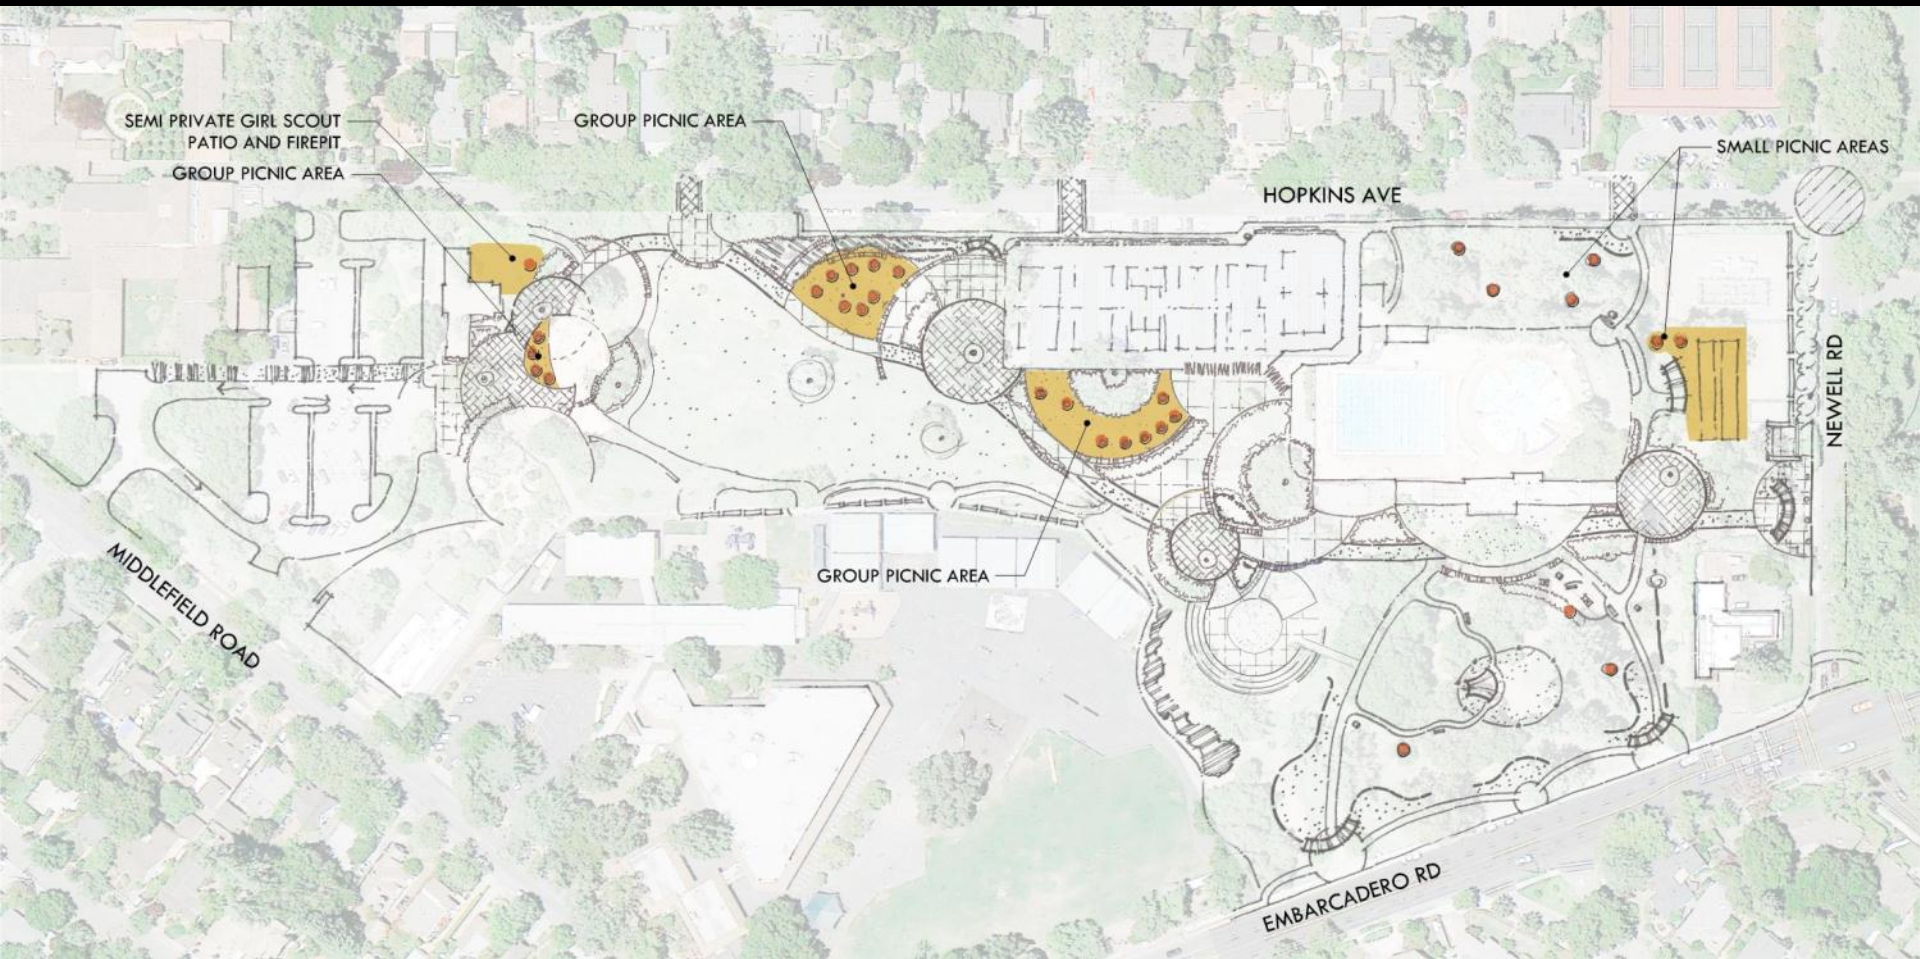 SEMI PRIVATE GIRL SCOUT
PATIO AND FIREPIT
GROUP PICNIC AREA
GROUP PICNIC AREA
SMALL PICNIC AREAS
HOPKINS AVE
NEWELL RD
GROUP PICNIC AREA
MIDDLEFIELD ROAD
EMBARCADERO RD